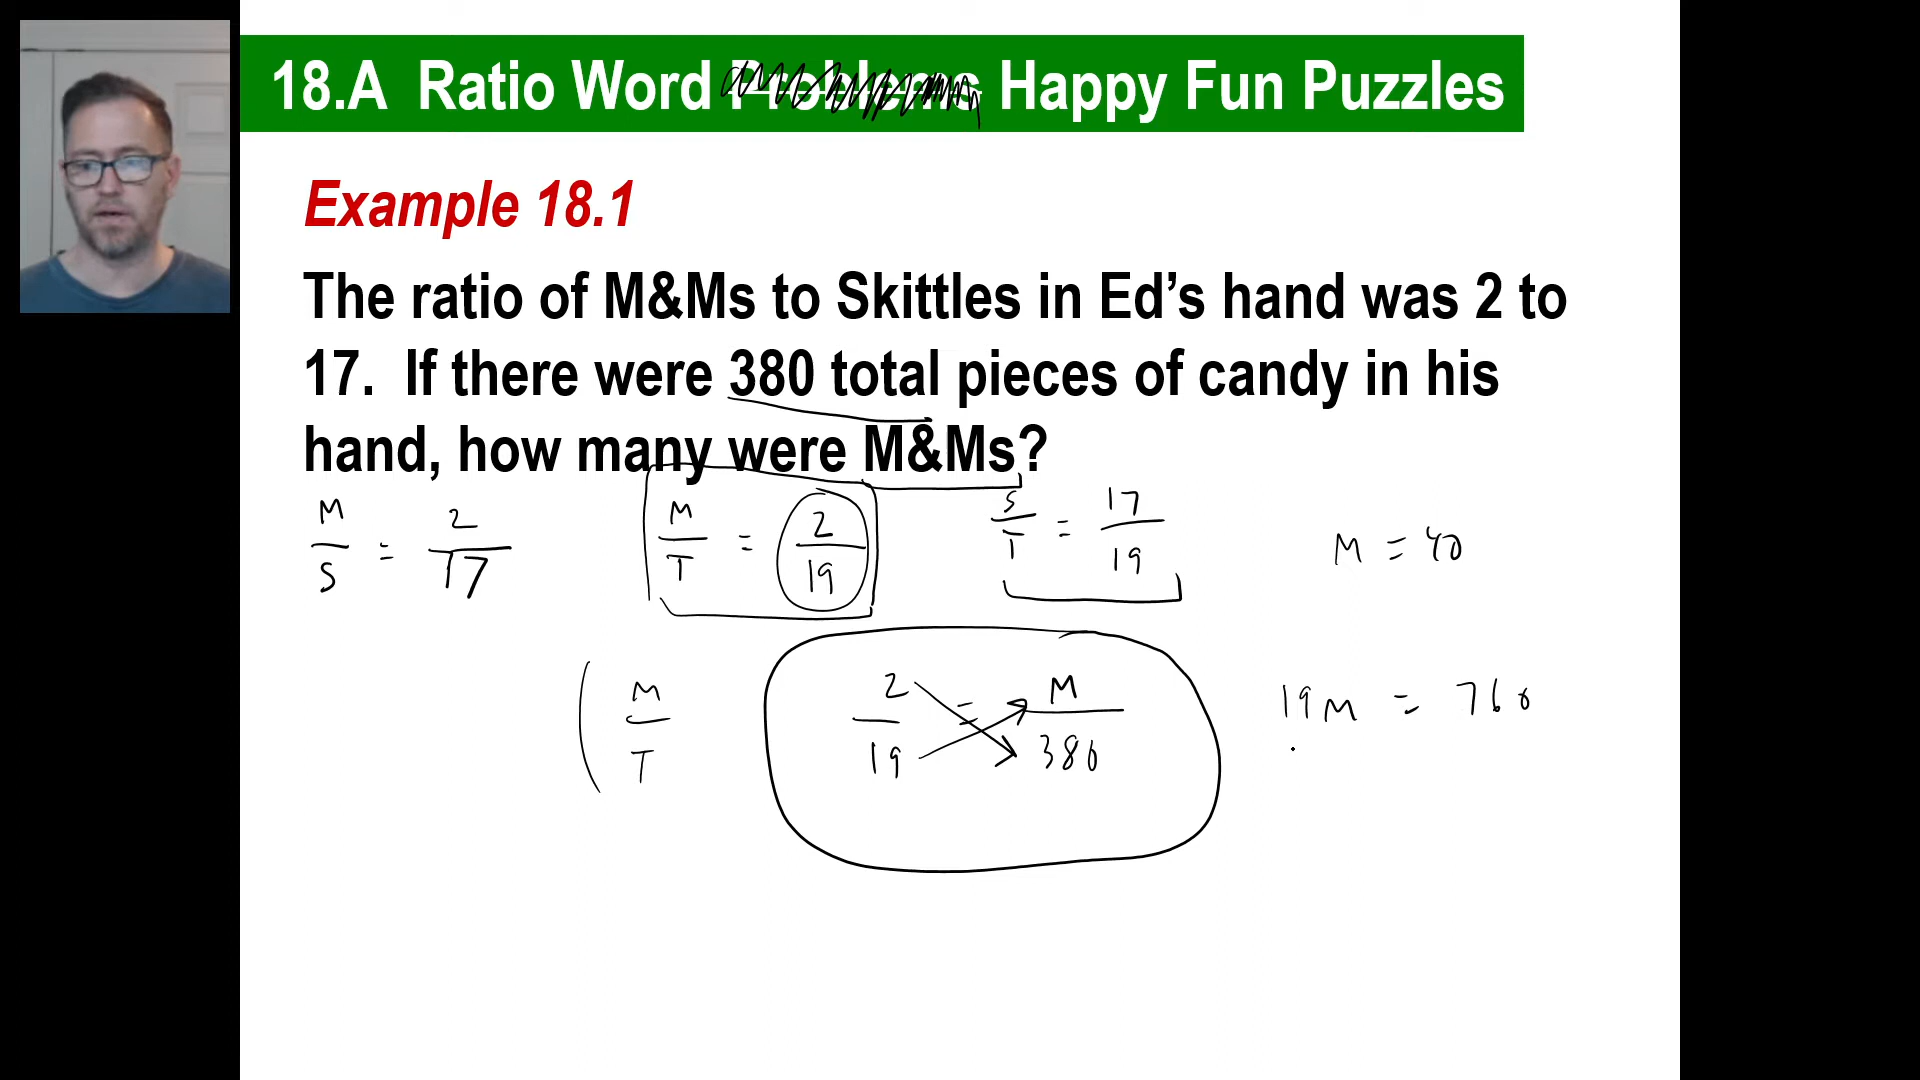 18.A Ratio Word Problems Happy Fun Puzzles
Example 18.1
The ratio of M&Ms to Skittles in Ed’s hand was 2 to
17. If there were 380 total pieces of candy in his
hand, how many were M&Ms?
M/S = 2/17
M/T = 2/19
S/T = 17/19
M = 40
M/T
2/19 = M/380
19M = 760